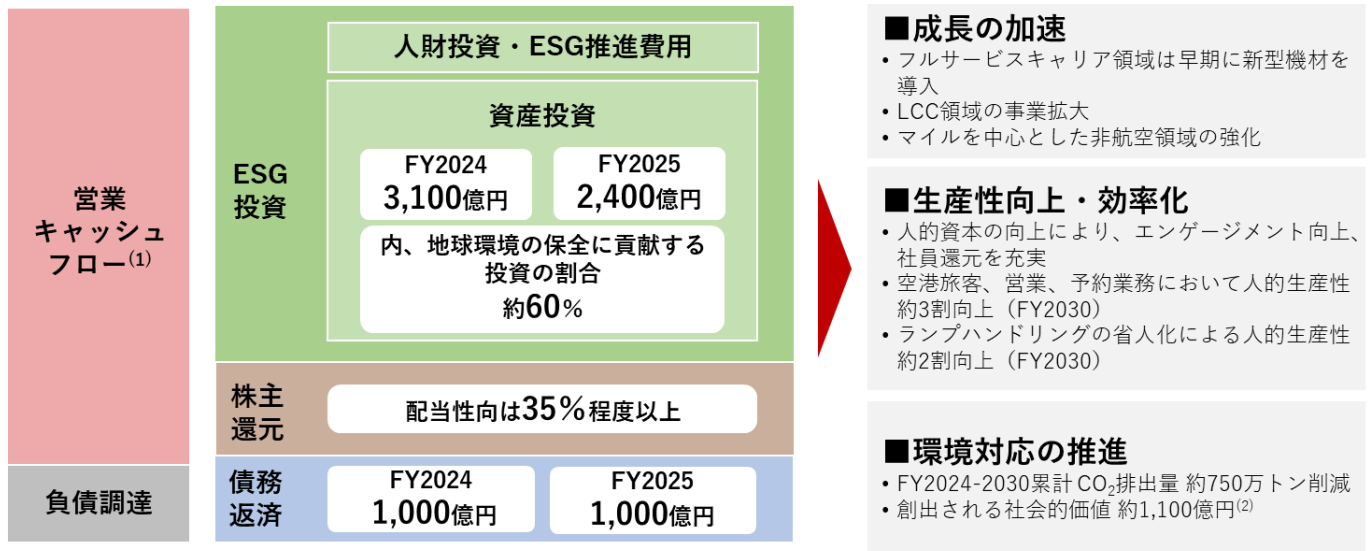 営業
キャッシュ
フロー(1)
負債調達
ESG
投資
人財投資・ESG推進費用
資産投資
FY2024
3,100億円
FY2025
2,400億円
内、地球環境の保全に貢献する
投資の割合
約60%
株主
還元
配当性向は35%程度以上
債務
返済
FY2024
1,000億円
FY2025
1,000億円
■成長の加速
• フルサービスキャリア領域は早期に新型機材を
導入
• LCC領域の事業拡大
• マイルを中心とした非航空領域の強化
■生産性向上・効率化
• 人的資本の向上により、エンゲージメント向上、
社員還元を充実
• 空港旅客、営業、予約業務において人的生産性
約3割向上（FY2030）
• ランプハンドリングの省人化による人的生産性
約2割向上（FY2030）
■環境対応の推進
• FY2024-2030累計 CO₂排出量 約750万トン削減
• 創出される社会的価値 約1,100億円(2)